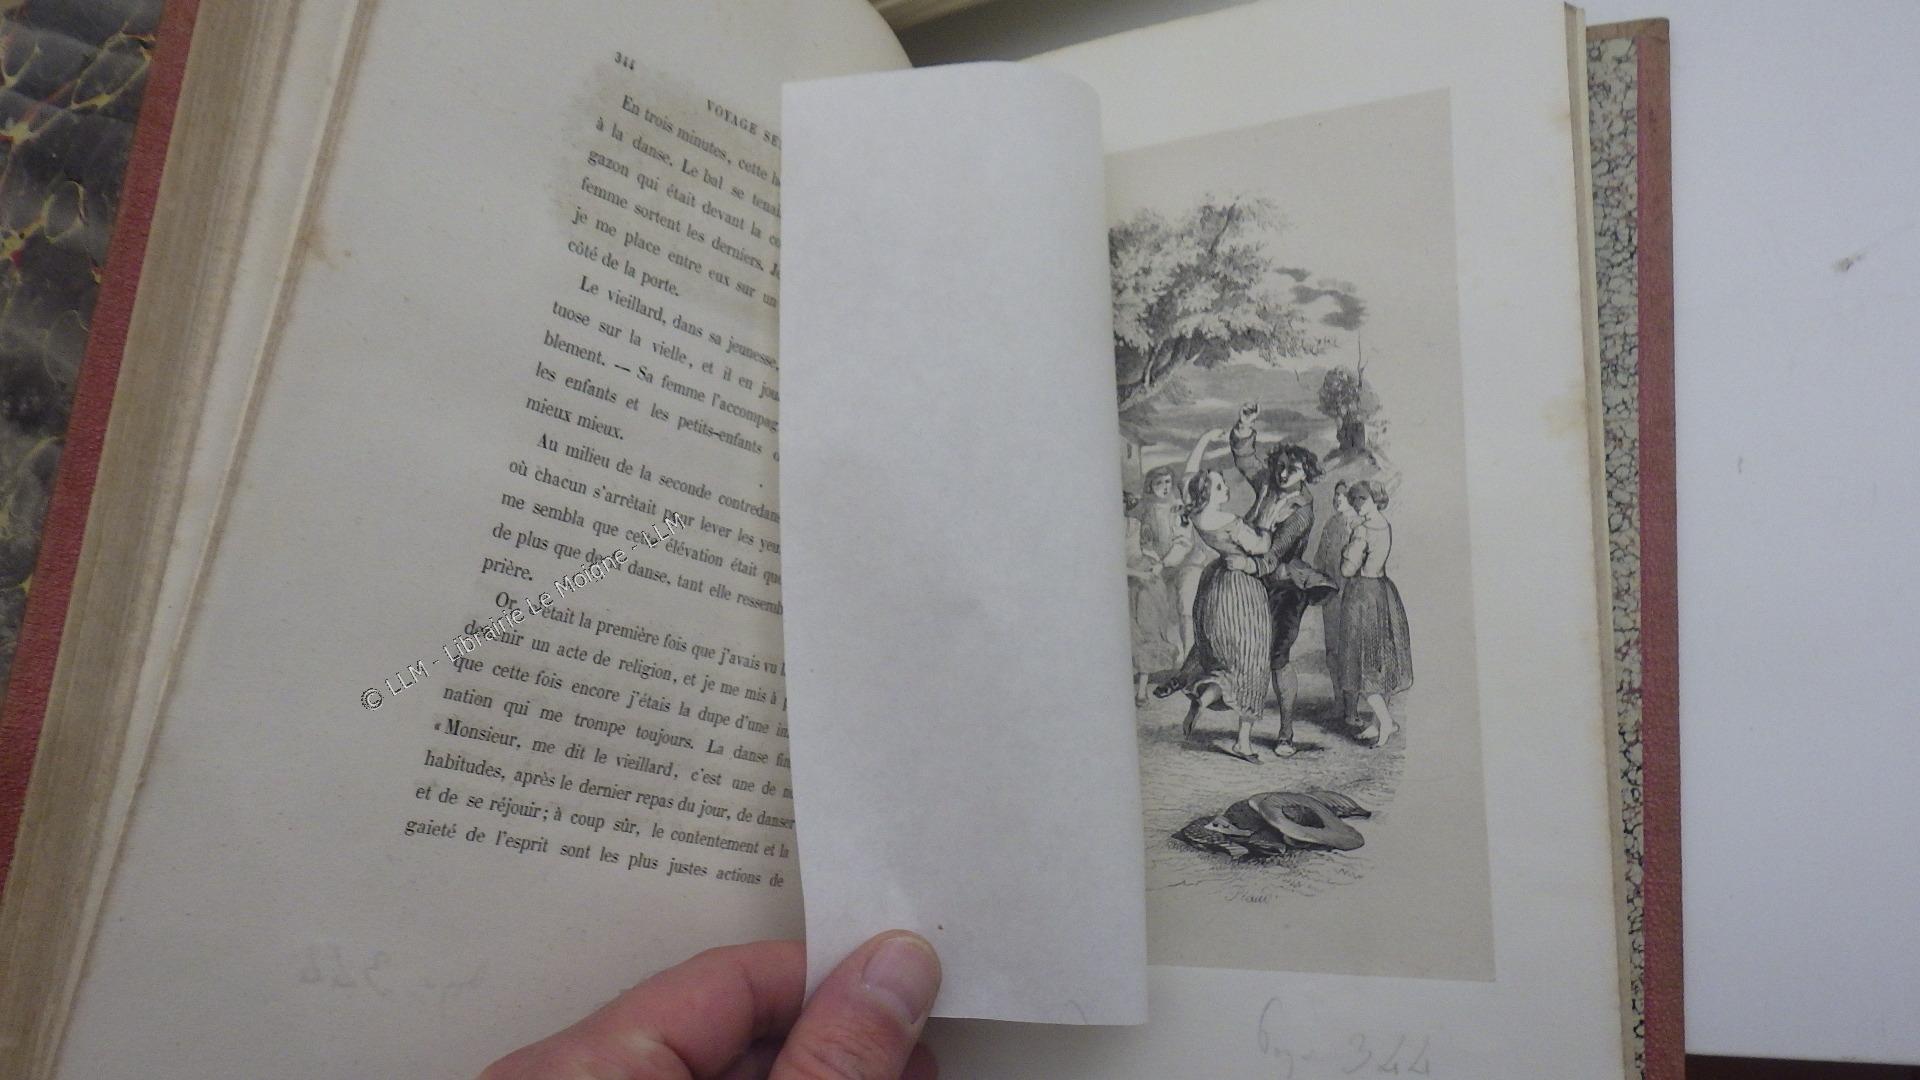 344
VOYAGE SE
En trois minutes, cette h
à la danse. Le bal se tenai
gazon qui était devant la co
femme sortent les derniers. J
je me place entre eux sur un
côté de la porte.
Le vieillard, dans sa jeunesse,
tuose sur la vielle, et il en jou
blement. — Sa femme l'accompag
les enfants et les petits-enfants d
mieux mieux.
Au milieu de la seconde contredan
où chacun s'arrêtait pour lever les yeu
me sembla que cette élévation était que
de plus que de la danse, tant elle ressemb
prière.
Or, c'était la première fois que j'avais vu l
devenir un acte de religion, et je me mis à p
que cette fois encore j'étais la dupe d'une im
nation qui me trompe toujours. La danse fin
« Monsieur, me dit le vieillard, c'est une de m
habitudes, après le dernier repas du jour, de danser
et de se réjouir; à coup sûr, le contentement et la
gaieté de l'esprit sont les plus justes actions de
© LLM - Librairie Le Moigne - LLM
Page 344